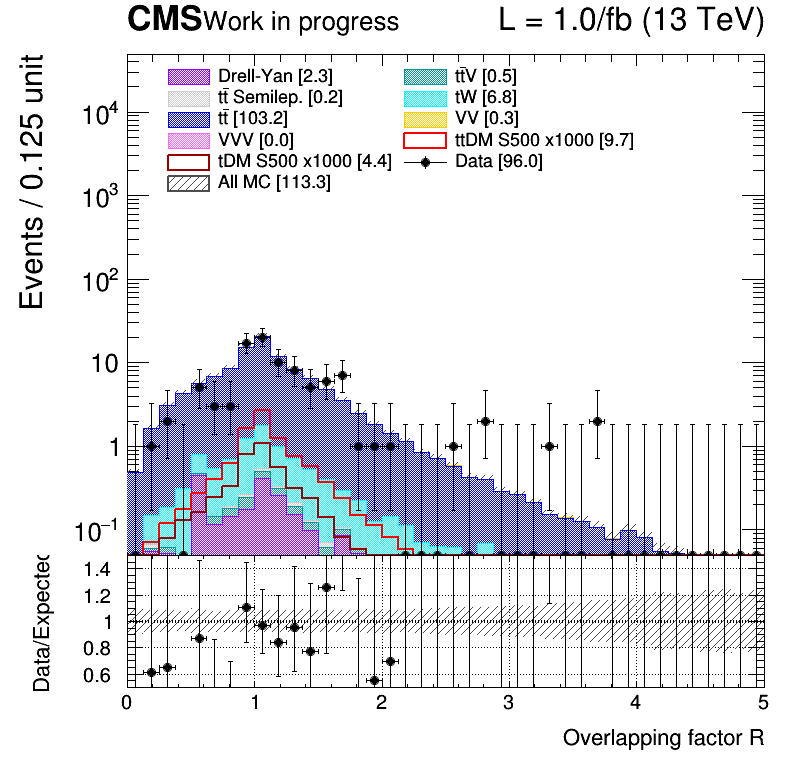 CMS Work in progress L = 1.0/fb (13 TeV)
Events / 0.125 unit
Drell-Yan [2.3]
tt̄V [0.5]
tt̄ Semilep. [0.2]
tW [6.8]
tt̄ [103.2]
VV [0.3]
VVV [0.0]
ttDM S500 x1000 [9.7]
tDM S500 x1000 [4.4]
Data [96.0]
All MC [113.3]
10⁴
10³
10²
10
1
10⁻¹
Data/Expected
1.4
1.2
1
0.8
0.6
0 1 2 3 4 5
Overlapping factor R